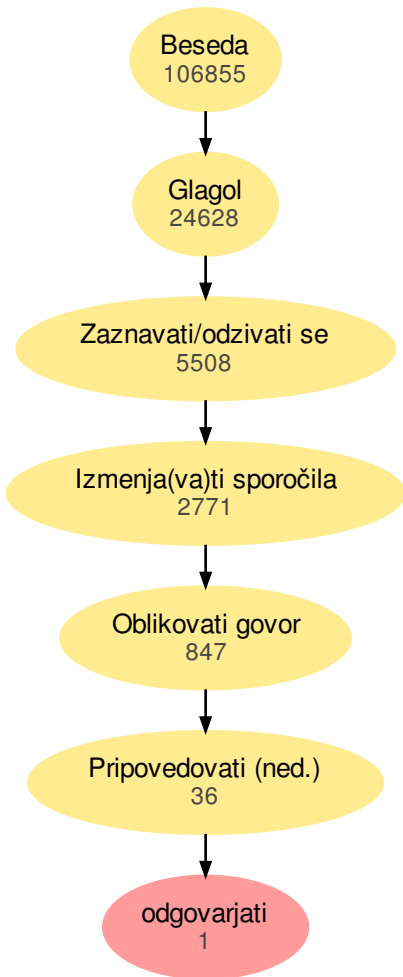 Beseda
106855
Glagol
24628
Zaznavati/odzivati se
5508
Izmenja(va)ti sporočila
2771
Oblikovati govor
847
Pripovedovati (ned.)
36
odgovarjati
1